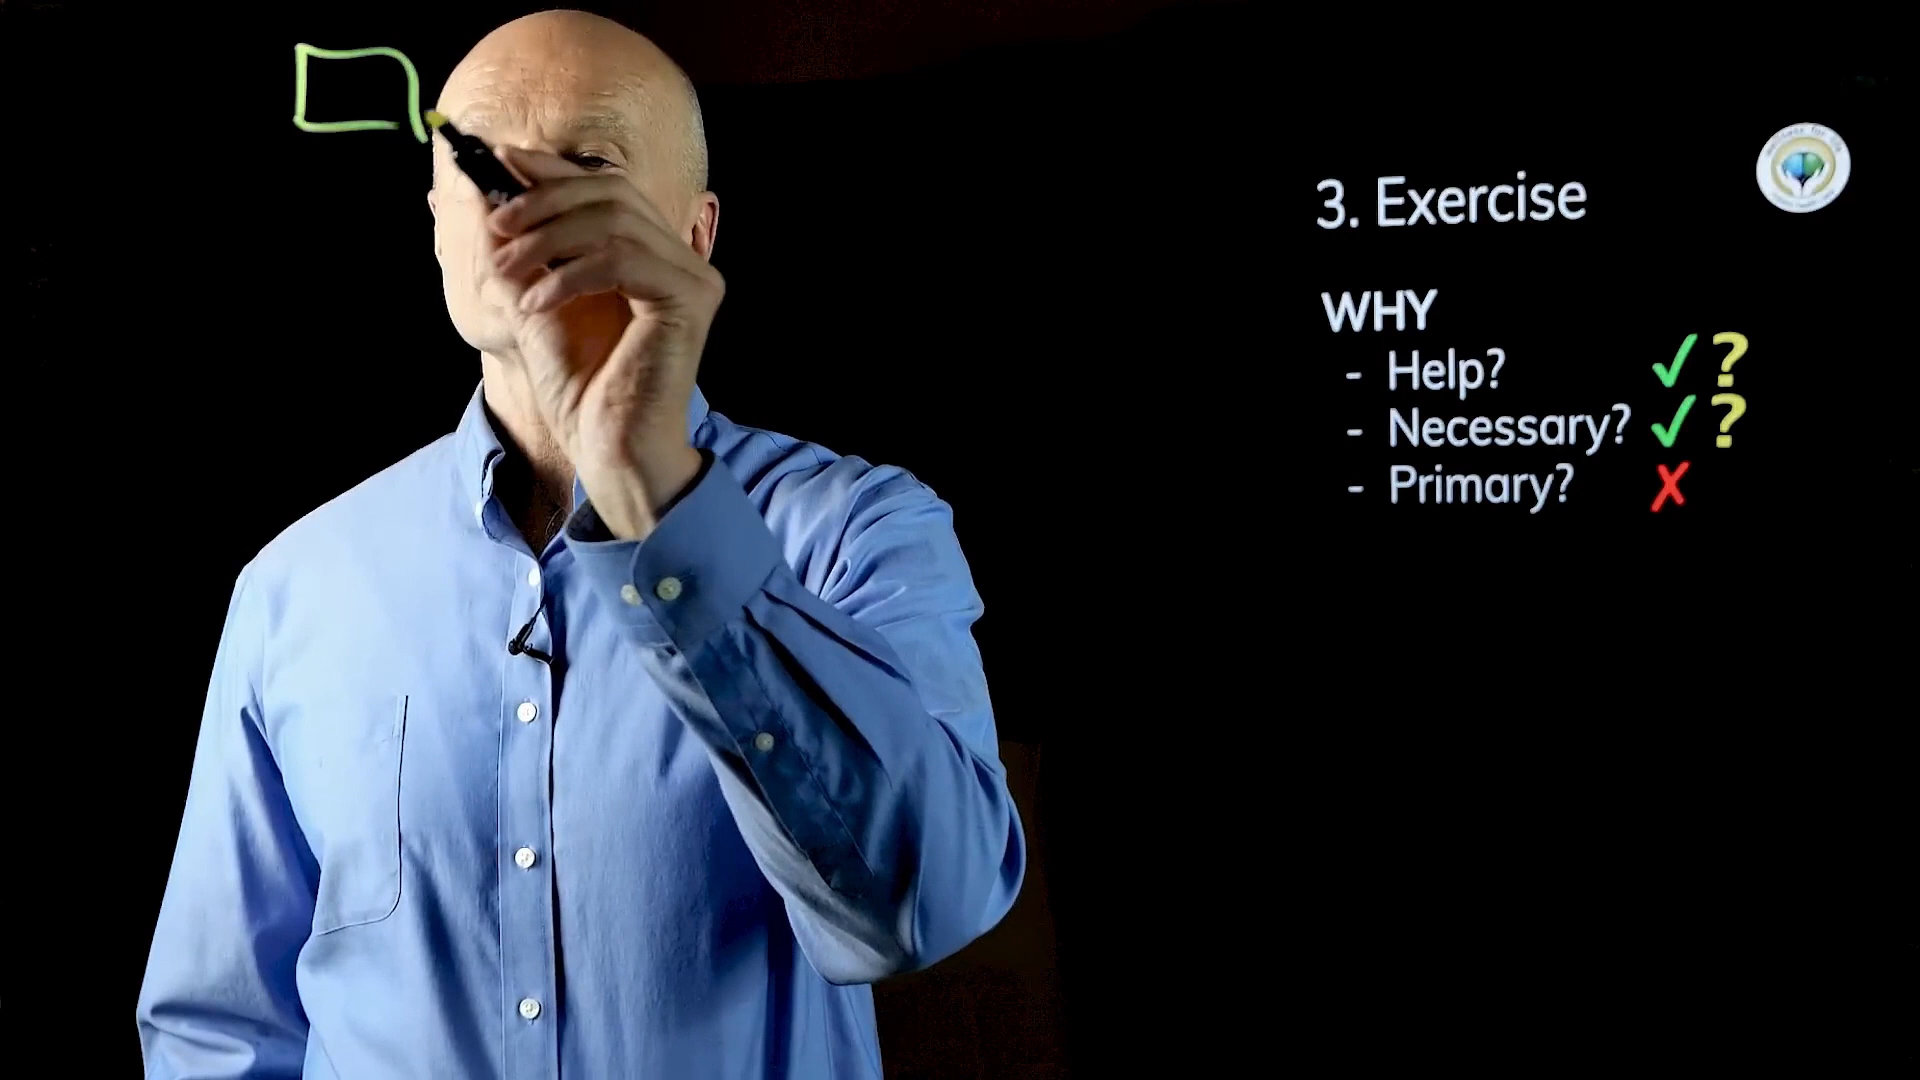 3. Exercise
WHY
- Help? ✓ ?
- Necessary? ✓ ?
- Primary? ✗